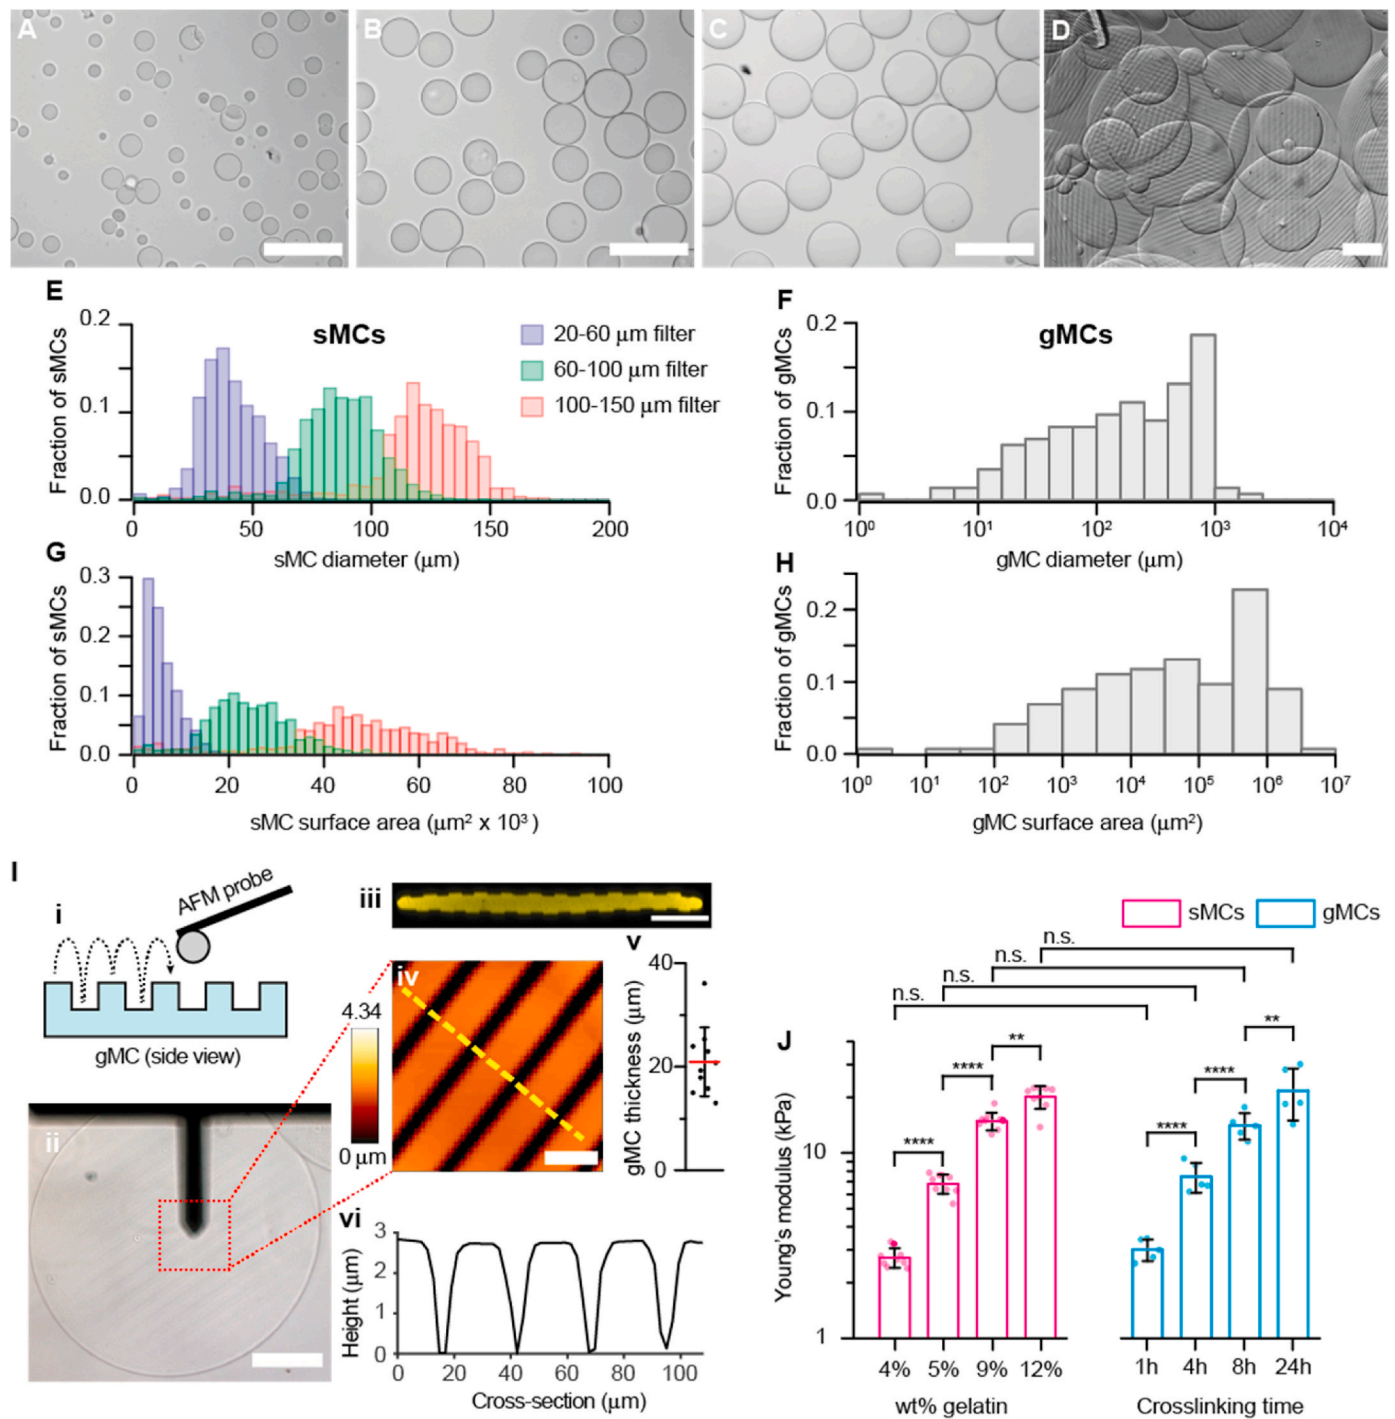 A
B
C
D
E
sMCs
20-60 μm filter
60-100 μm filter
100-150 μm filter
Fraction of sMCs
0.2
0.1
0.0
0 50 100 150 200
sMC diameter (μm)
F
gMCs
Fraction of gMCs
0.2
0.1
0.0
10⁰ 10¹ 10² 10³ 10⁴
gMC diameter (μm)
G
Fraction of sMCs
0.3
0.2
0.1
0.0
0 20 40 60 80 100
sMC surface area (μm² x 10³)
H
Fraction of gMCs
0.2
0.1
0.0
10⁰ 10¹ 10² 10³ 10⁴ 10⁵ 10⁶ 10⁷
gMC surface area (μm²)
I
i
AFM probe
gMC (side view)
ii
iii
iv
4.34
0 μm
v
gMC thickness (μm)
40
20
0
vi
Height (μm)
3
2
1
0
0 20 40 60 80 100
Cross-section (μm)
J
sMCs
gMCs
n.s.
n.s.
n.s.
n.s.
**
****
****
**
****
****
Young's modulus (kPa)
10
1
4% 5% 9% 12%
wt% gelatin
1h 4h 8h 24h
Crosslinking time